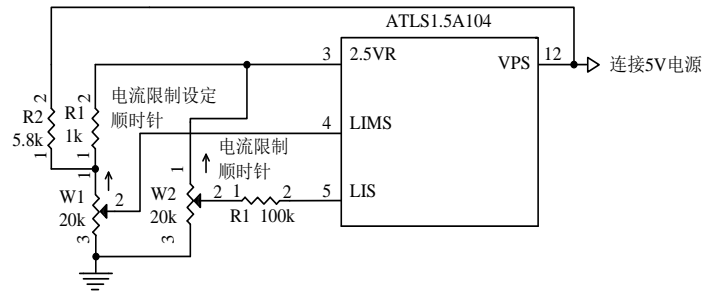 ATLS1.5A104
3 2.5VR VPS 12 连接5V电源
2 2 电流限制设定
R2 R1 顺时针
5.8k 1k 4 LIMS
1 1 电流限制
顺时针
1 1
W1 2 W2 2 1 2 5 LIS
20k 20k R1 100k
3 3